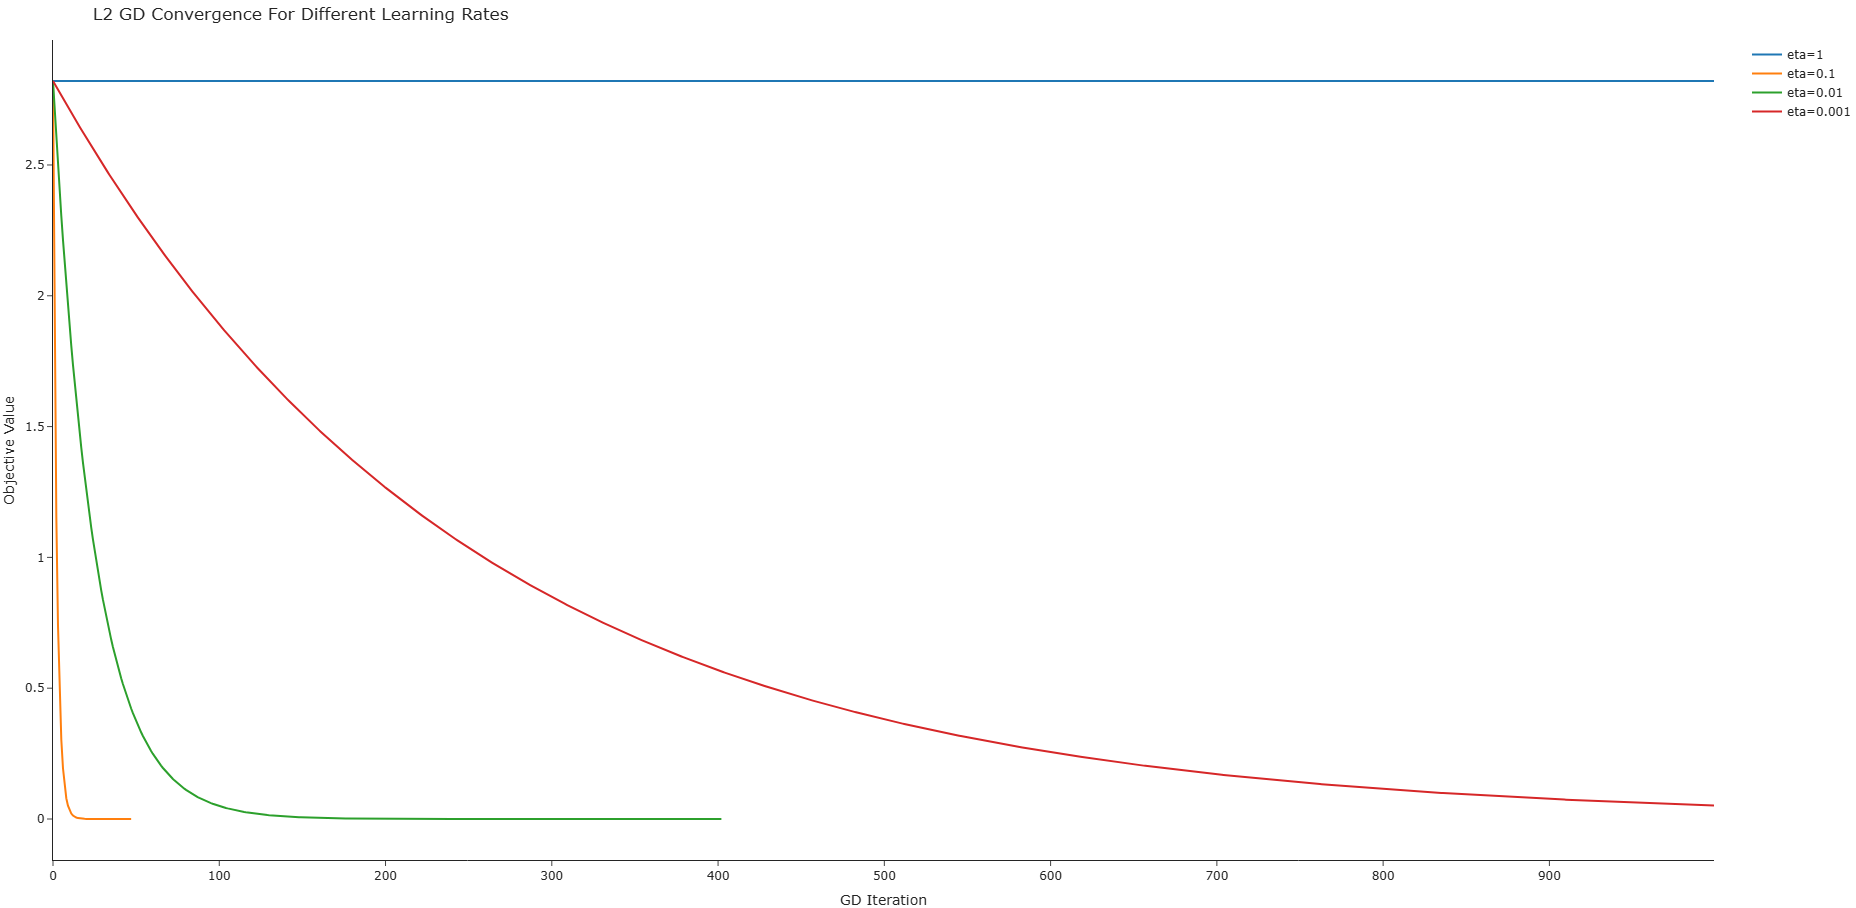 L2 GD Convergence For Different Learning Rates
eta=1
eta=0.1
eta=0.01
eta=0.001
Objective Value
2.5
2
1.5
1
0.5
0
0 100 200 300 400 500 600 700 800 900
GD Iteration